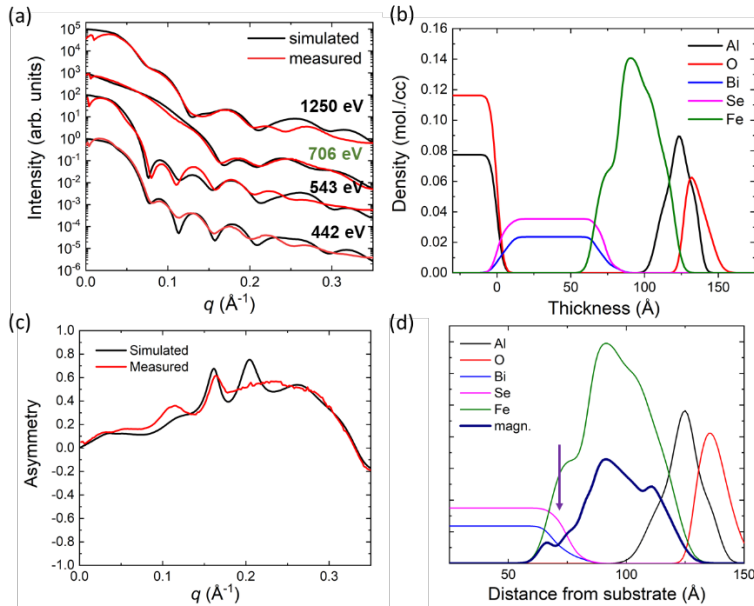 (a)
10⁵
10⁴
10³
10²
10¹
10⁰
10⁻¹
10⁻²
10⁻³
10⁻⁴
10⁻⁵
10⁻⁶
Intensity (arb. units)
simulated
measured
1250 eV
706 eV
543 eV
442 eV
0.0 0.1 0.2 0.3
q (Å⁻¹)
(b)
0.16
0.14
0.12
0.10
0.08
0.06
0.04
0.02
0.00
Density (mol./cc)
Al
O
Bi
Se
Fe
0 50 100 150
Thickness (Å)
(c)
1.0
0.8
0.6
0.4
0.2
0.0
-0.2
-0.4
-0.6
-0.8
-1.0
Asymmetry
Simulated
Measured
0.0 0.1 0.2 0.3
q (Å⁻¹)
(d)
Al
O
Bi
Se
Fe
magn.
50 100 150
Distance from substrate (Å)